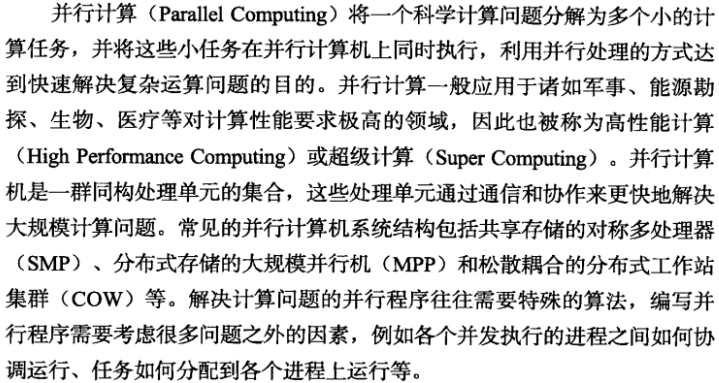 并行计算（Parallel Computing）将一个科学计算问题分解为多个小的计
算任务，并将这些小任务在并行计算机上同时执行，利用并行处理的方式达
到快速解决复杂运算问题的目的。并行计算一般应用于诸如军事、能源勘
探、生物、医疗等对计算性能要求极高的领域，因此也被称为高性能计算
（High Performance Computing）或超级计算（Super Computing）。并行计算
机是一群同构处理单元的集合，这些处理单元通过通信和协作来更快地解决
大规模计算问题。常见的并行计算机系统结构包括共享存储的对称多处理器
（SMP）、分布式存储的大规模并行机（MPP）和松散耦合的分布式工作站
集群（COW）等。解决计算问题的并行程序往往需要特殊的算法，编写并
行程序需要考虑很多问题之外的因素，例如各个并发执行的进程之间如何协
调运行、任务如何分配到各个进程上运行等。